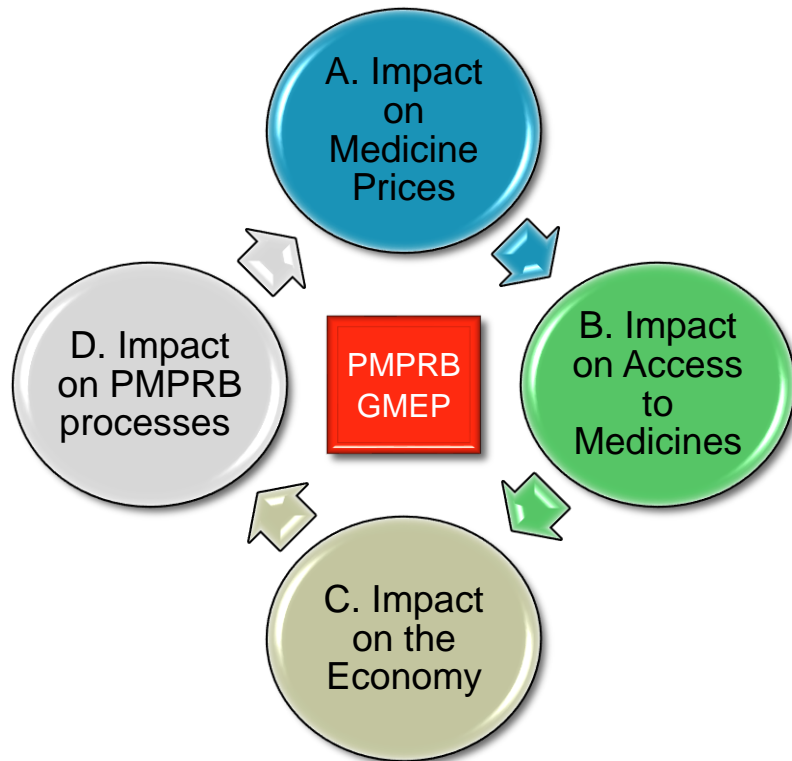 A. Impact
on
Medicine
Prices
B. Impact
on Access
to
Medicines
C. Impact
on the
Economy
D. Impact
on PMPRB
processes
PMPRB
GMEP